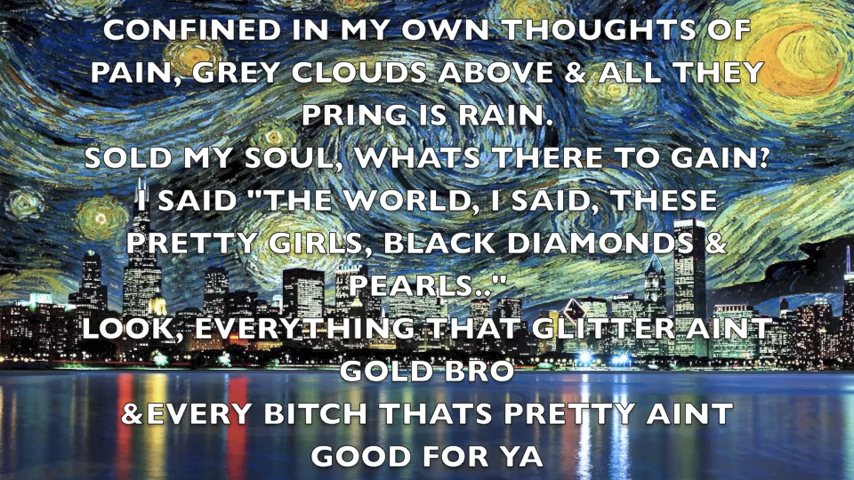 CONFINED IN MY OWN THOUGHTS OF
PAIN, GREY CLOUDS ABOVE & ALL THEY
PRING IS RAIN.
SOLD MY SOUL, WHATS THERE TO GAIN?
I SAID "THE WORLD, I SAID, THESE
PRETTY GIRLS, BLACK DIAMONDS &
PEARLS.."
LOOK, EVERYTHING THAT GLITTER AINT
GOLD BRO
&EVERY BITCH THATS PRETTY AINT
GOOD FOR YA